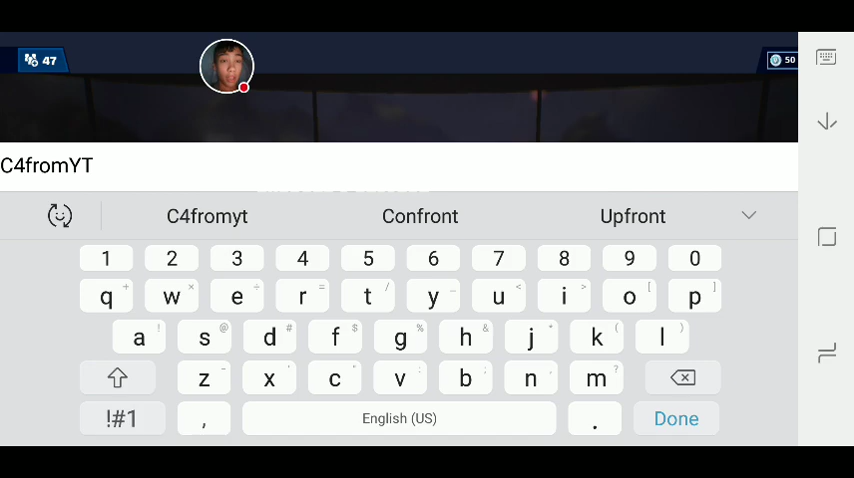 47
50
C4fromYT
C4fromyt Confront Upfront
1 2 3 4 5 6 7 8 9 0
q + w × e ÷ r = t / y _ u < i > o [ p ]
a ! s @ d # f $ g % h & j * k ( l )
z - x ' c " v : b ; n , m ?
!#1 , English (US) . Done